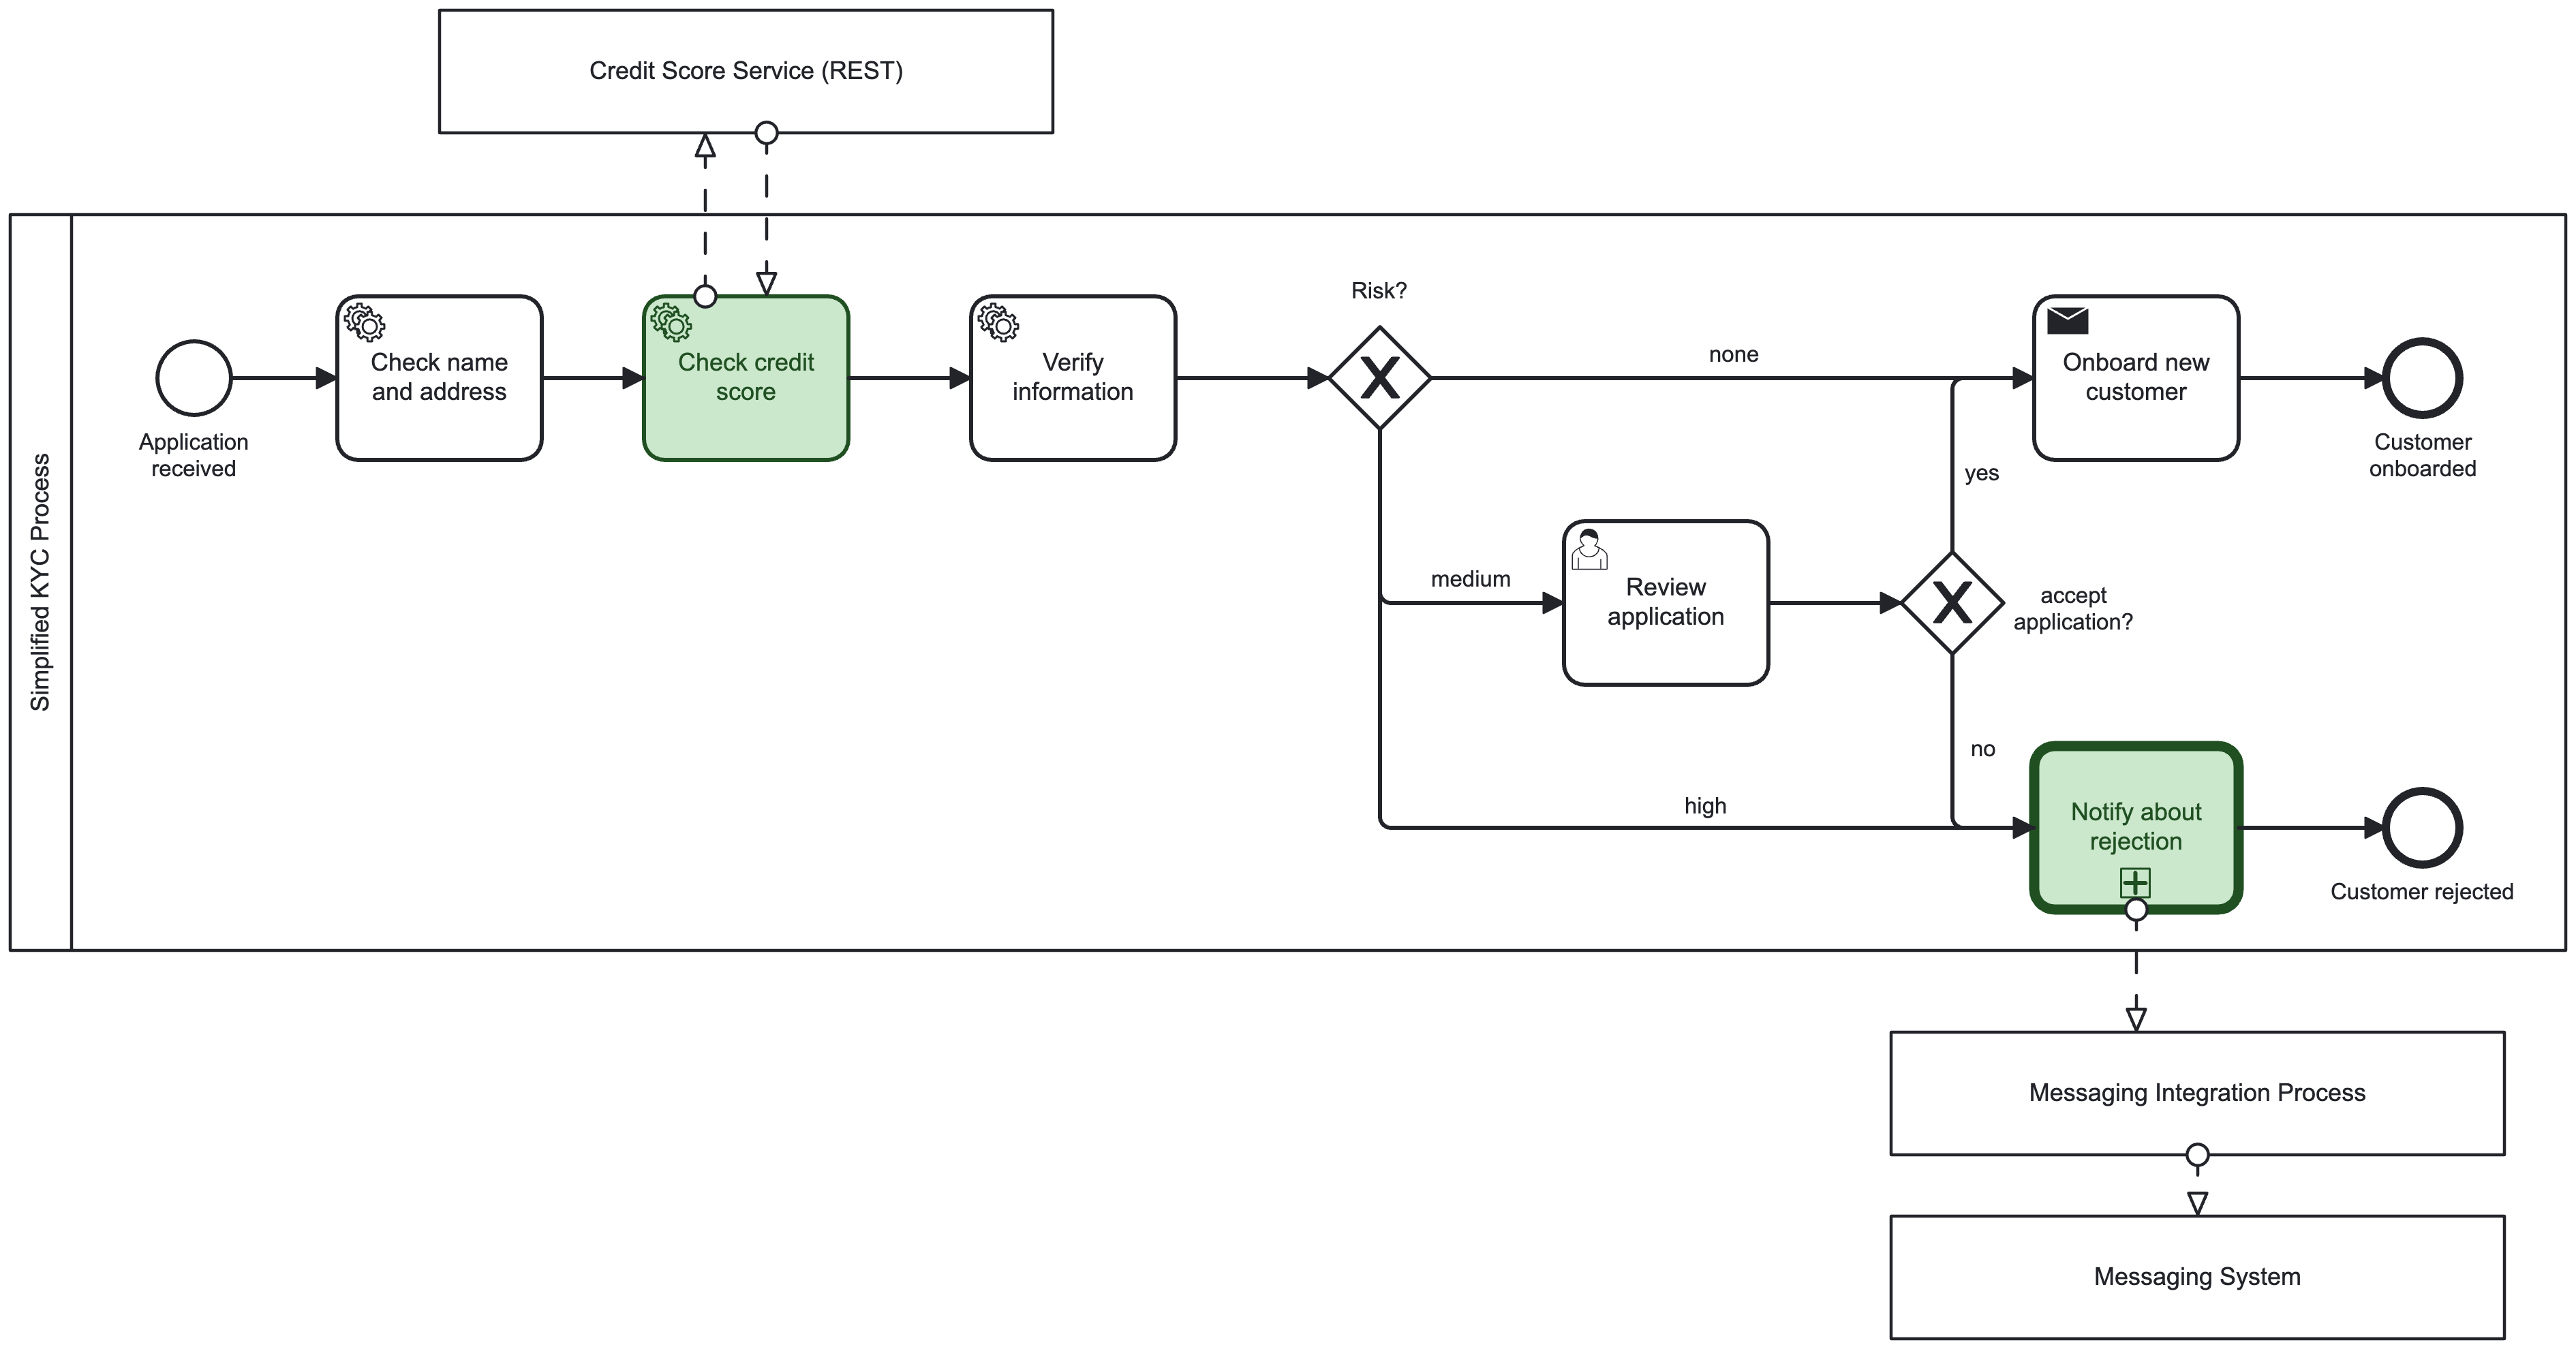 Credit Score Service (REST)
Simplified KYC Process
Application
received
Check name
and address
Check credit
score
Verify
information
Risk?
none
Onboard new
customer
Customer
onboarded
yes
medium
Review
application
accept
application?
no
high
Notify about
rejection
Customer rejected
Messaging Integration Process
Messaging System